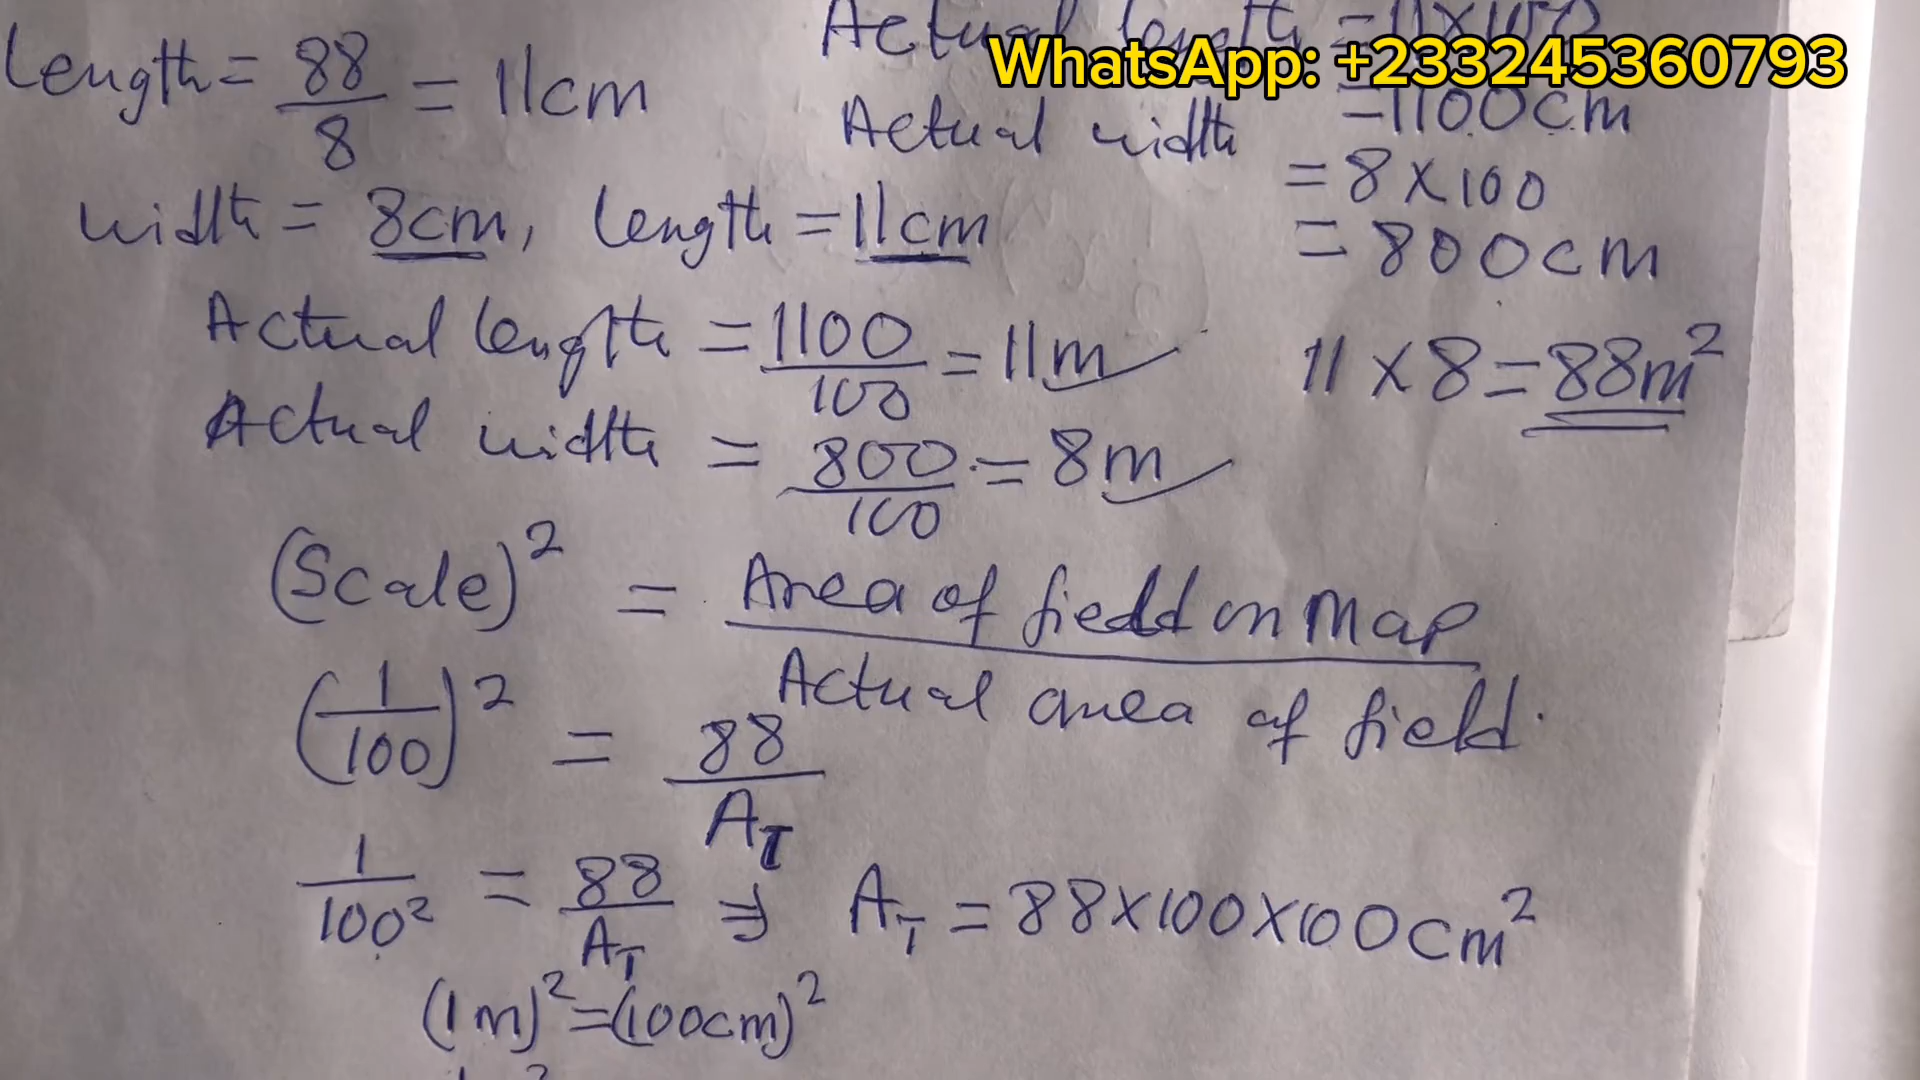 Actual length = 11 x 100
WhatsApp: +233245360793
Length = 88/8 = 11cm
= 1100cm
Actual width
= 8 x 100
width = 8cm, length = 11cm
= 800cm
Actual length = 1100/100 = 11m
11 x 8 = 88m²
Actual width = 800/100 = 8m
(Scale)² = Area of field on Map / Actual area of field.
(1/100)² = 88/A_T
1/100² = 88/A_T ⇒ A_T = 88x100x100cm²
(1m)² = (100cm)²